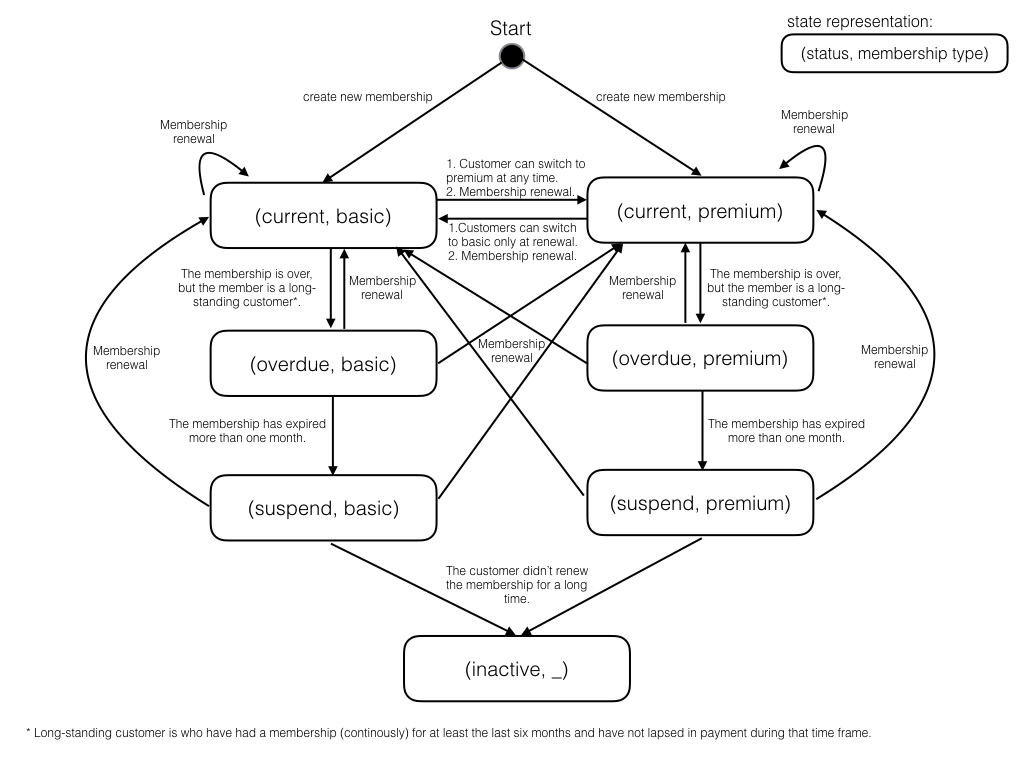 Start
state representation:
(status, membership type)
create new membership
create new membership
Membership
renewal
Membership
renewal
1. Customer can switch to
premium at any time.
2. Membership renewal.
(current, basic)
(current, premium)
1.Customers can switch
to basic only at renewal.
2. Membership renewal.
The membership is over,
but the member is a long-
standing customer*.
Membership
renewal
Membership
renewal
The membership is over,
but the member is a long-
standing customer*.
Membership
renewal
Membership
renewal
Membership
renewal
(overdue, basic)
(overdue, premium)
The membership has expired
more than one month.
The membership has expired
more than one month.
(suspend, basic)
(suspend, premium)
The customer didn't renew
the membership for a long
time.
(inactive, _)
* Long-standing customer is who have had a membership (continously) for at least the last six months and have not lapsed in payment during that time frame.